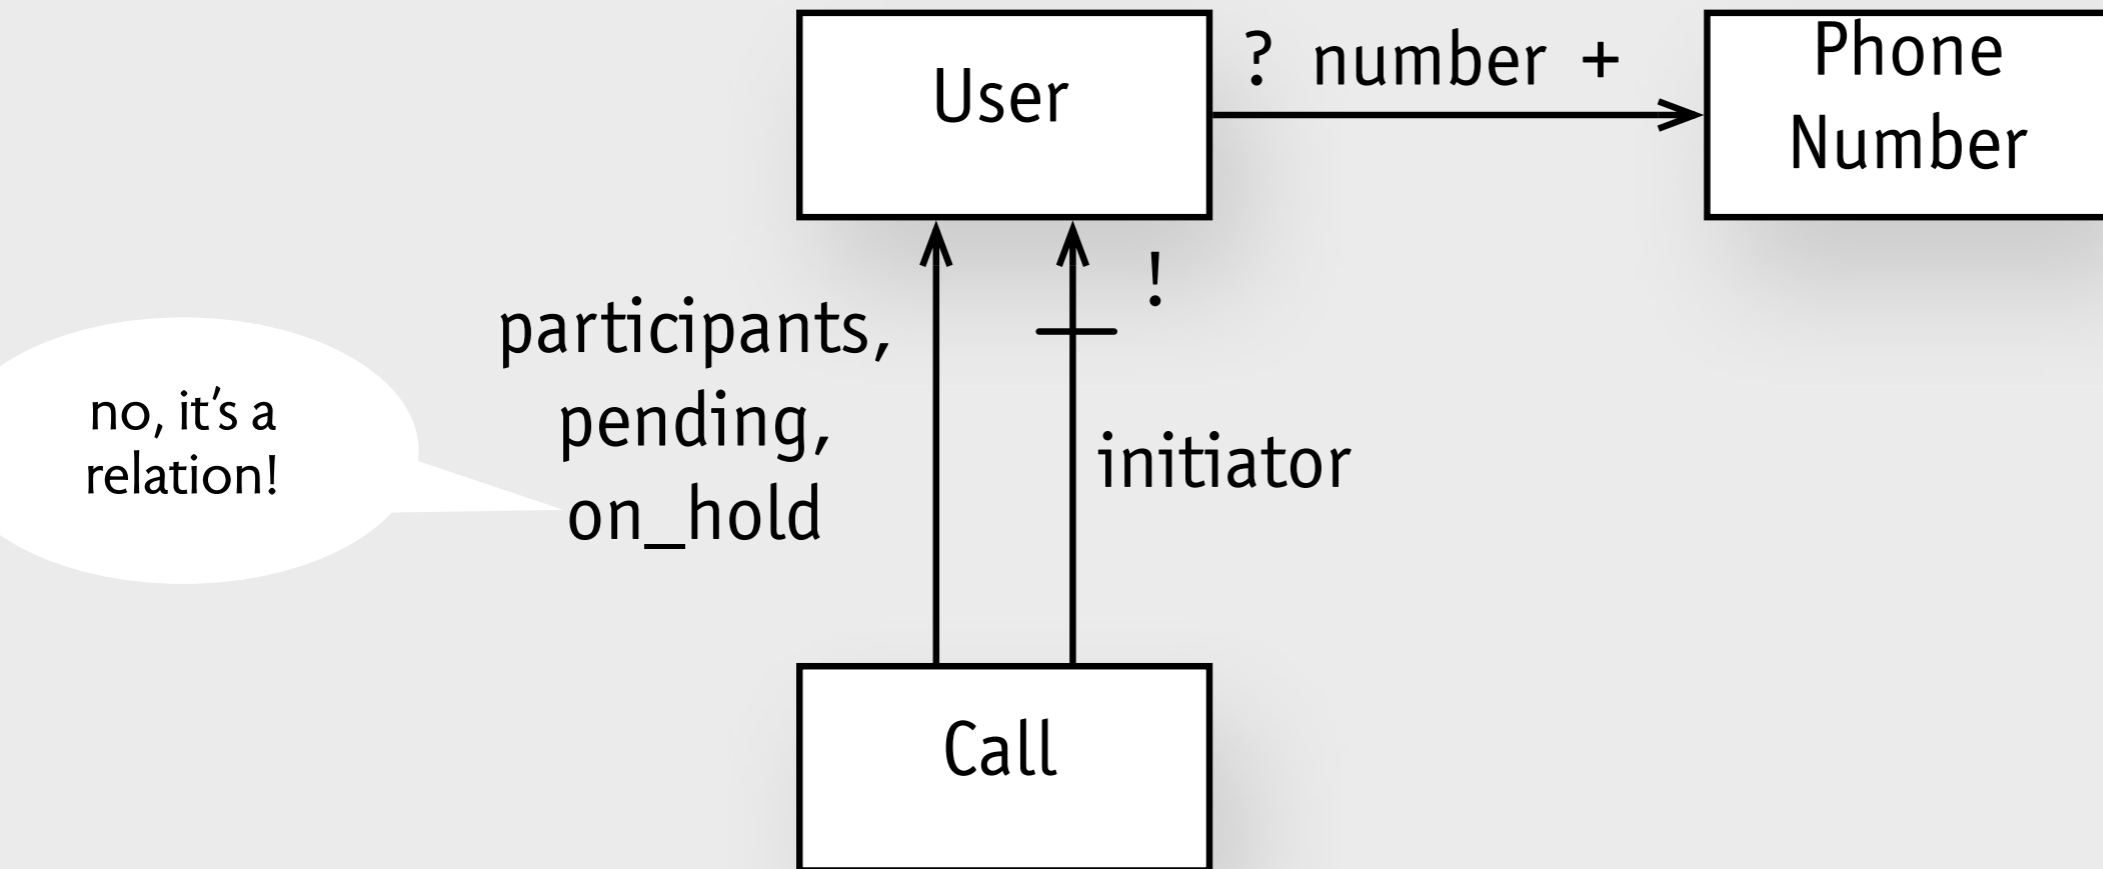 User
? number +
Phone
Number
!
participants,
pending,
on_hold
initiator
no, it’s a
relation!
Call